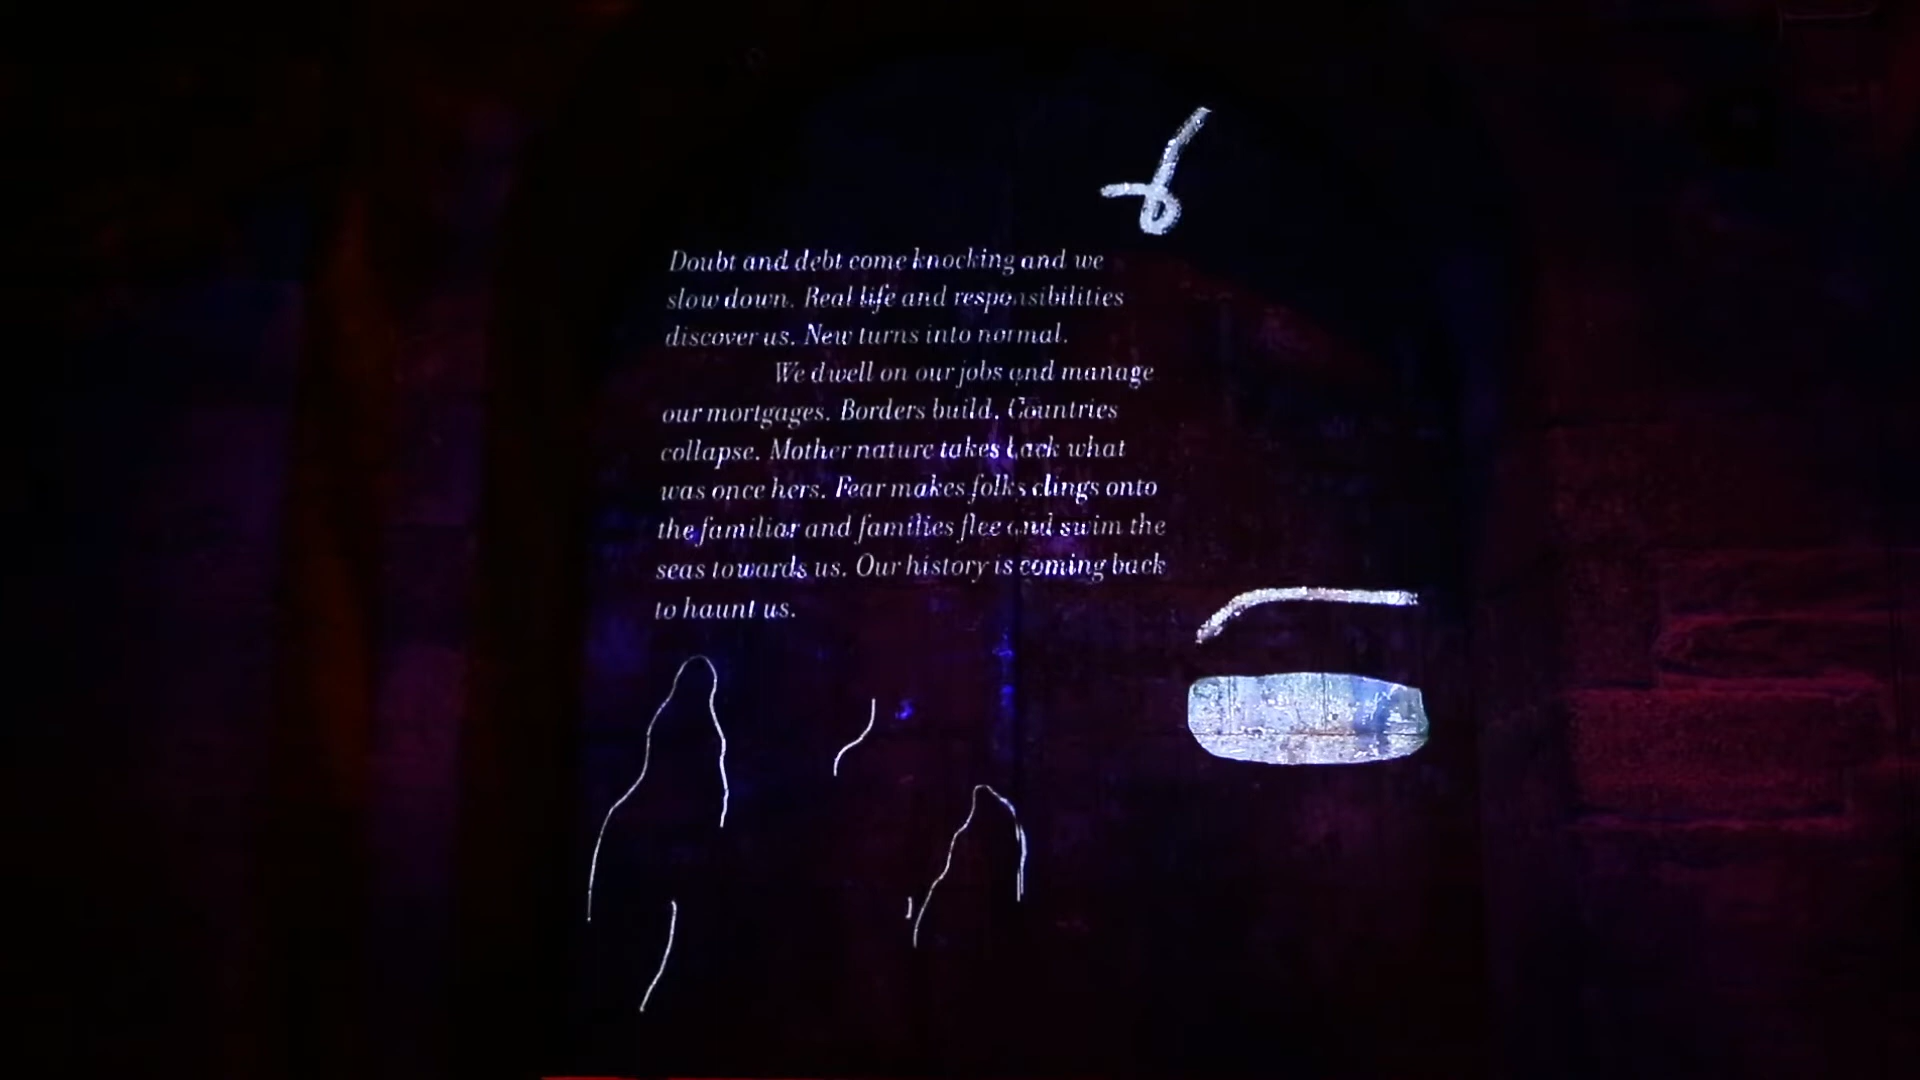 Doubt and debt come knocking and we
slow down. Real life and responsibilities
discover us. New turns into normal.
We dwell on our jobs and manage
our mortgages. Borders build. Countries
collapse. Mother nature takes back what
was once hers. Fear makes folks clings onto
the familiar and families flee and swim the
seas towards us. Our history is coming back
to haunt us.